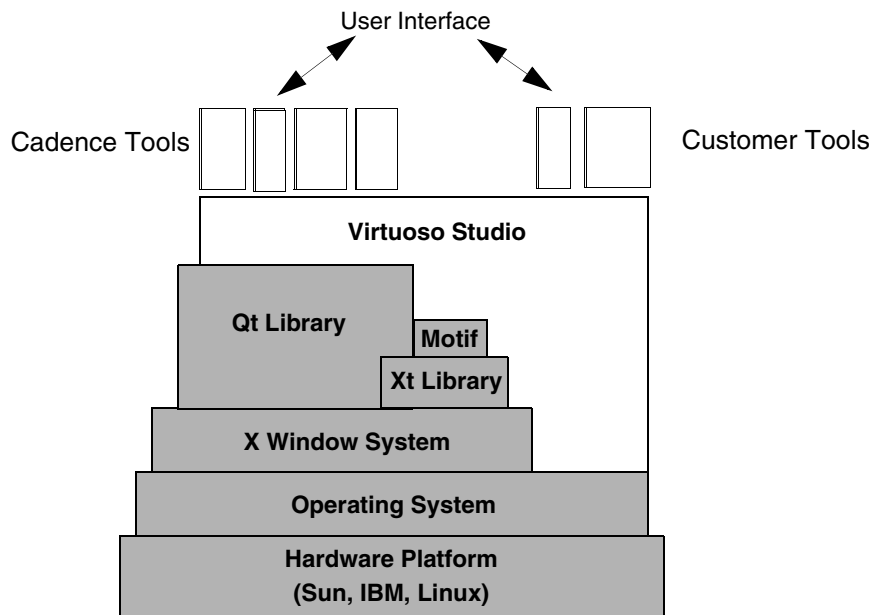 User Interface
Cadence Tools
Customer Tools
Virtuoso Studio
Qt Library
Motif
Xt Library
X Window System
Operating System
Hardware Platform
(Sun, IBM, Linux)